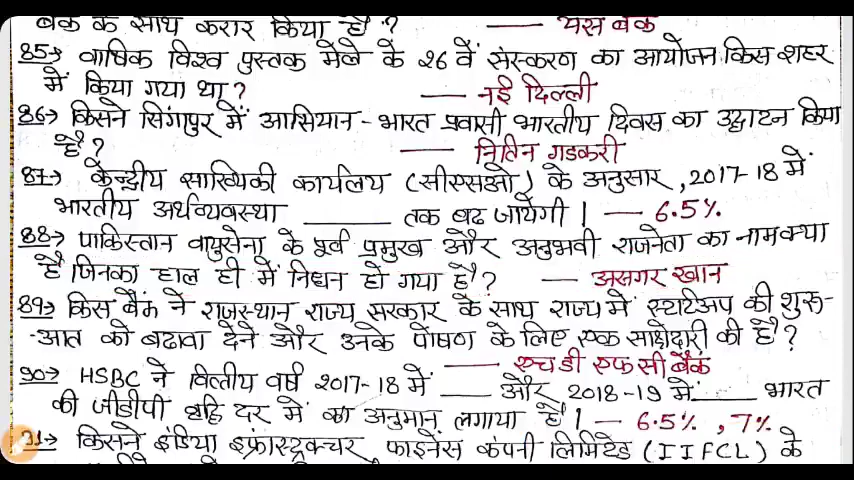 बैंक के साथ करार किया है ? — यस बैंक
85→ वार्षिक विश्व पुस्तक मेले के 26 वें संस्करण का आयोजन किस शहर
में किया गया था ? — नई दिल्ली
86→ किसने सिंगापुर में आसियान - भारत प्रवासी भारतीय दिवस का उद्घाटन किया
है ? — नितिन गडकरी
87→ केन्द्रीय सांख्यिकी कार्यलय (सीएसओ) के अनुसार , 2017-18 में
भारतीय अर्थव्यवस्था ______ तक बढ जायेगी । — 6.5%
88→ पाकिस्तान वायुसेना के पूर्व प्रमुख और अनुभवी राजनेता का नाम क्या
है जिनका हाल ही में निधन हो गया है ? — असगर खान
89→ किस बैंक ने राजस्थान राज्य सरकार के साथ राज्य में स्टार्टअप की शुरु-
-आत को बढावा देने और उनके पोषण के लिए एक साझेदारी की है ?
— एचडी एफ सी बैंक
90→ HSBC ने वित्तीय वर्ष 2017-18 में ____ और 2018-19 में ____ भारत
की जीडीपी वृद्धि दर में का अनुमान लगाया है । — 6.5% , 7%
91→ किसने इंडिया इंफ्रास्ट्रक्चर फाइनेंस कंपनी लिमिटेड (IIFCL) के